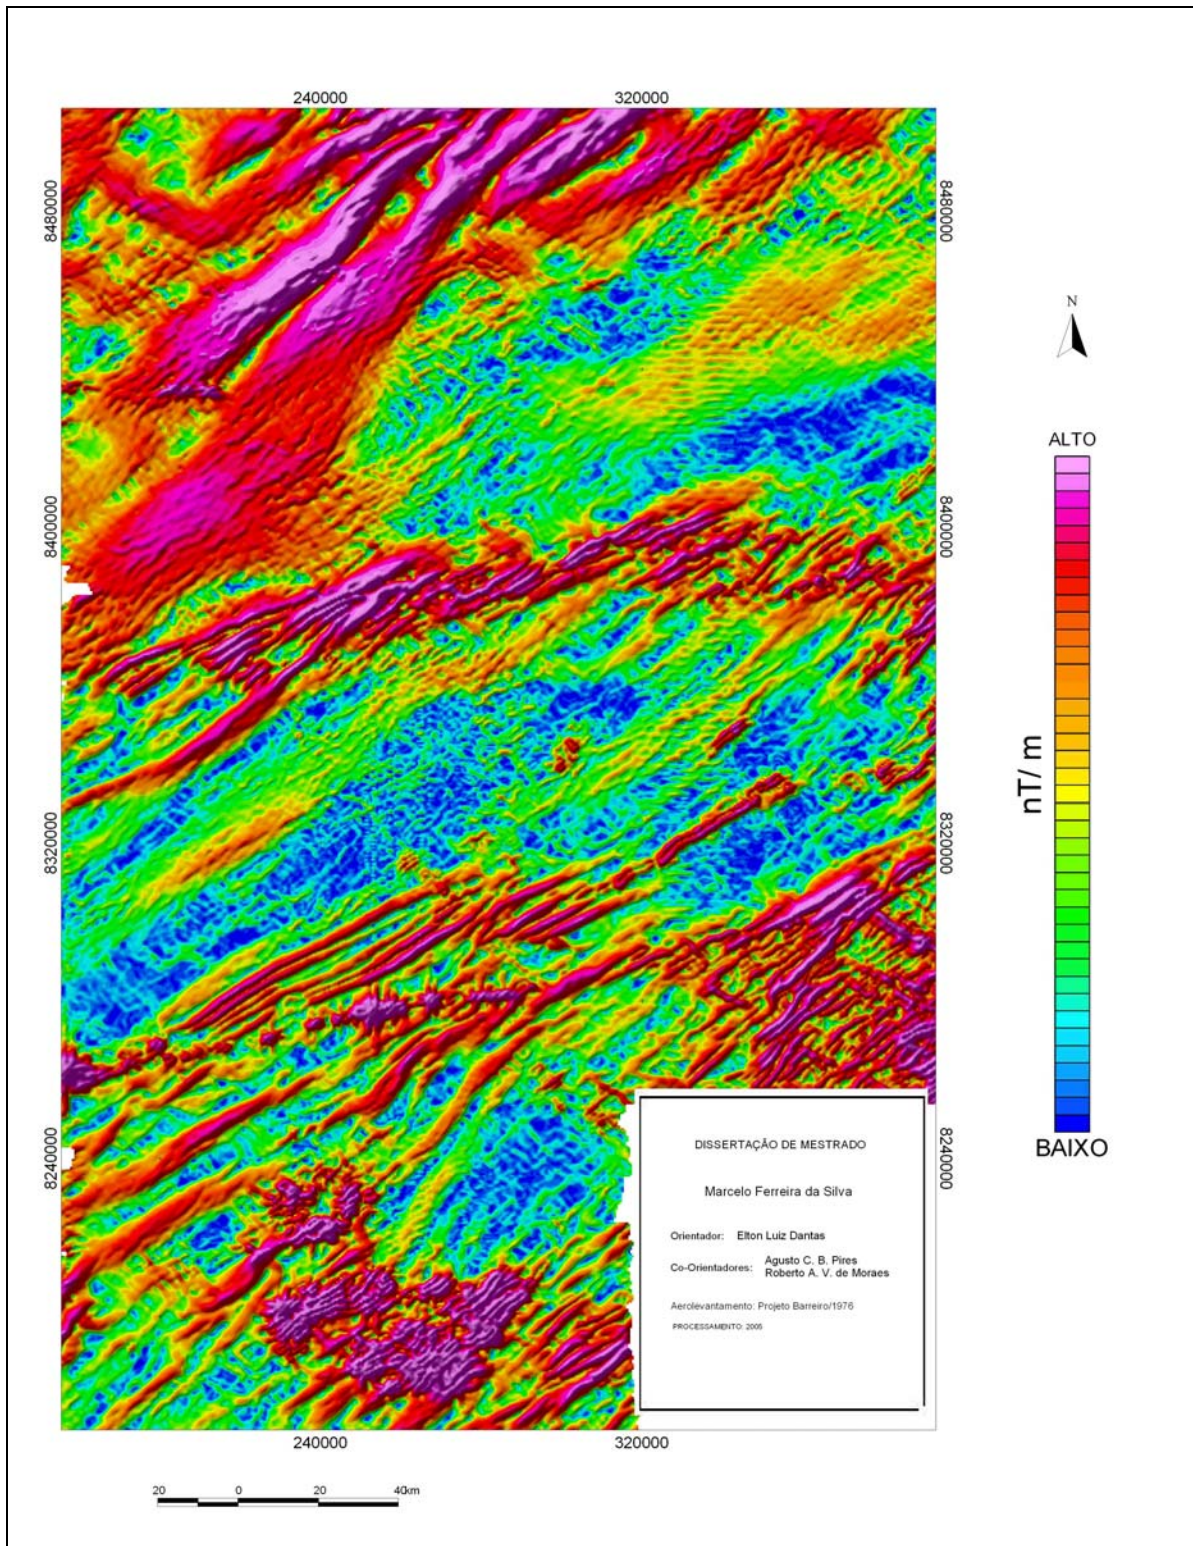 240000
320000
8480000
8480000
N
ALTO
8400000
8400000
nT/ m
8320000
8320000
8240000
8240000
BAIXO
DISSERTAÇÃO DE MESTRADO
Marcelo Ferreira da Silva
Orientador: Elton Luiz Dantas
Co-Orientadores: Agusto C. B. Pires
Roberto A. V. de Moraes
Aerolevantamento: Projeto Barreiro/1976
PROCESSAMENTO: 2005
240000
320000
20 0 20 40km